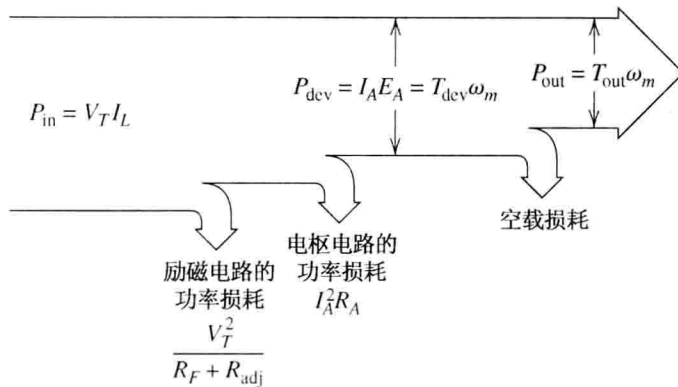 P_dev = I_A E_A = T_dev ω_m
P_out = T_out ω_m
P_in = V_T I_L
空载损耗
励磁电路的
功率损耗
V_T^2
R_F + R_adj
电枢电路的
功率损耗
I_A^2 R_A